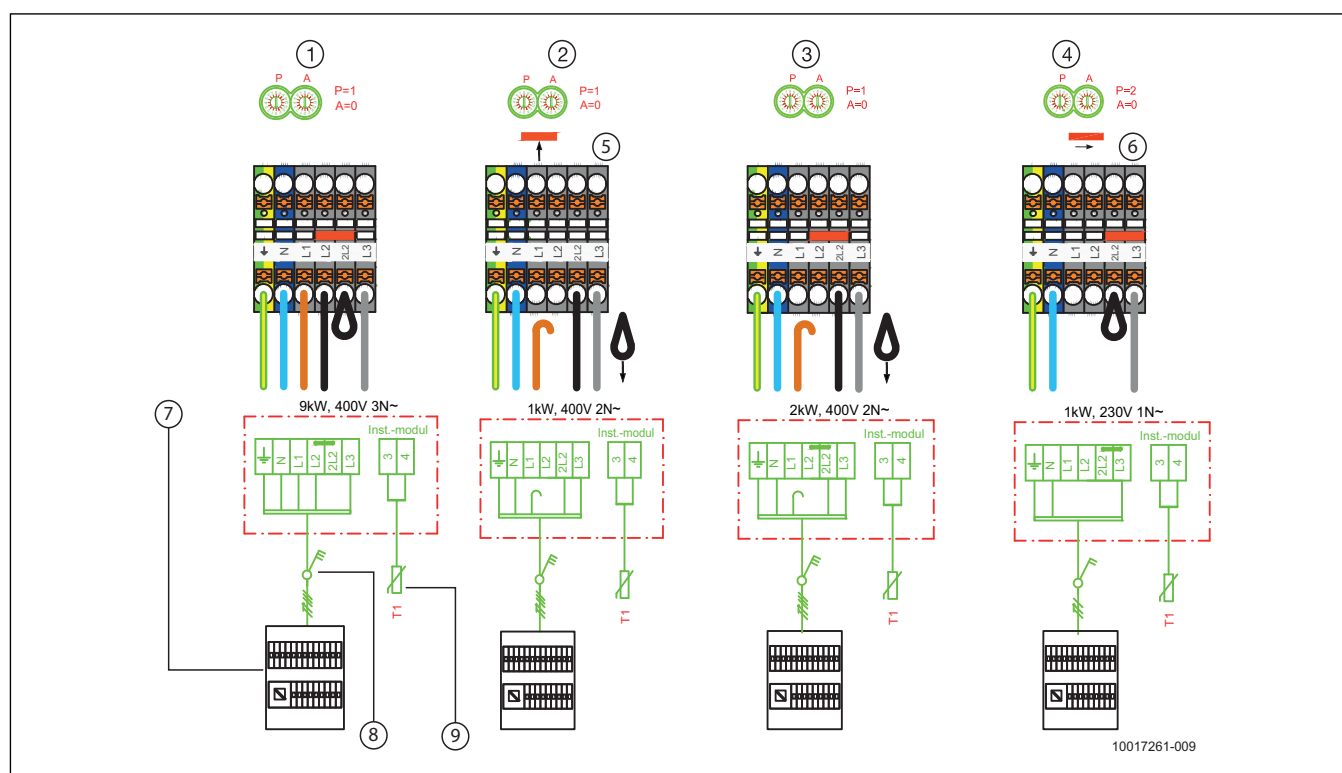 1 2 3 4
P A P=1 A=0
P A P=1 A=0
P A P=1 A=0
P A P=2 A=0
5 6
N L1 L2 2L2 L3
N L1 L2 2L2 L3
N L1 L2 2L2 L3
N L1 L2 2L2 L3
9kW, 400V 3N~
1kW, 400V 2N~
2kW, 400V 2N~
1kW, 230V 1N~
7
Inst.-modul
N L1 L2 2L2 L3 3 4
Inst.-modul
N L1 L2 2L2 L3 3 4
Inst.-modul
N L1 L2 2L2 L3 3 4
Inst.-modul
N L1 L2 2L2 L3 3 4
T1
T1
T1
T1
8 9
10017261-009